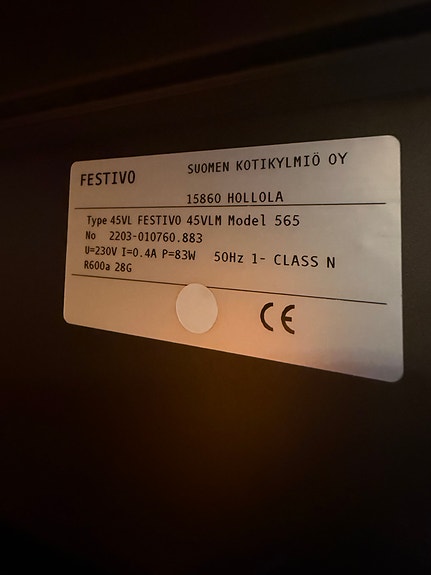 FESTIVO
SUOMEN KOTIKYLMIÖ OY
15860 HOLLOLA
Type 45VL FESTIVO 45VLM Model 565
No 2203-010760.883
U=230V I=0.4A P=83W 50Hz 1- CLASS N
R600a 28G
CE